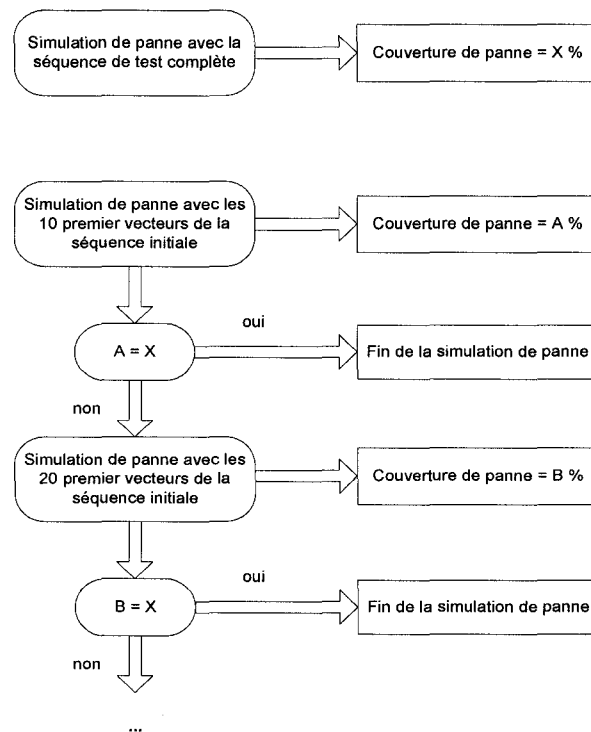 Simulation de panne avec la
séquence de test complète
Couverture de panne = X %
Simulation de panne avec les
10 premier vecteurs de la
séquence initiale
Couverture de panne = A %
oui
A = X
Fin de la simulation de panne
non
Simulation de panne avec les
20 premier vecteurs de la
séquence initiale
Couverture de panne = B %
oui
B = X
Fin de la simulation de panne
non
...